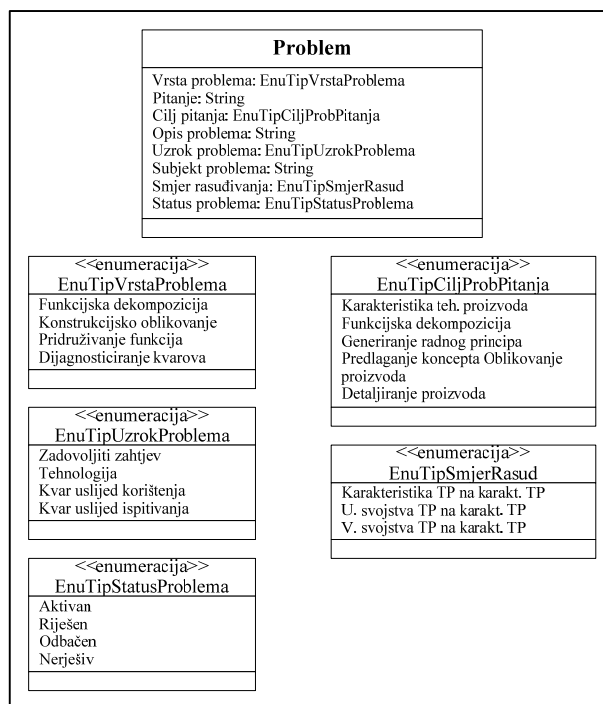 Problem
Vrsta problema: EnuTipVrstaProblema
Pitanje: String
Cilj pitanja: EnuTipCiljProbPitanja
Opis problema: String
Uzrok problema: EnuTipUzrokProblema
Subjekt problema: String
Smjer rasuđivanja: EnuTipSmjerRasud
Status problema: EnuTipStatusProblema
<<enumeracija>>
EnuTipVrstaProblema
Funkcijska dekompozicija
Konstrukcijsko oblikovanje
Pridruživanje funkcija
Dijagnosticiranje kvarova
<<enumeracija>>
EnuTipCiljProbPitanja
Karakteristika teh. proizvoda
Funkcijska dekompozicija
Generiranje radnog principa
Predlaganje koncepta Oblikovanje
proizvoda
Detaljiranje proizvoda
<<enumeracija>>
EnuTipUzrokProblema
Zadovoljiti zahtjev
Tehnologija
Kvar uslijed korištenja
Kvar uslijed ispitivanja
<<enumeracija>>
EnuTipSmjerRasud
Karakteristika TP na karakt. TP
U. svojstva TP na karakt. TP
V. svojstva TP na karakt. TP
<<enumeracija>>
EnuTipStatusProblema
Aktivan
Riješen
Odbačen
Nerješiv